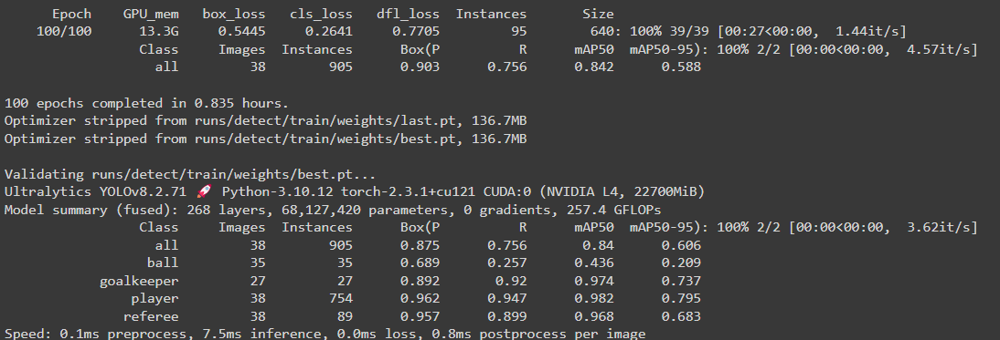 Epoch GPU_mem box_loss cls_loss dfl_loss Instances Size
100/100 13.3G 0.5445 0.2641 0.7705 95 640: 100% 39/39 [00:27<00:00, 1.44it/s]
Class Images Instances Box(P R mAP50 mAP50-95): 100% 2/2 [00:00<00:00, 4.57it/s]
all 38 905 0.903 0.756 0.842 0.588
100 epochs completed in 0.835 hours.
Optimizer stripped from runs/detect/train/weights/last.pt, 136.7MB
Optimizer stripped from runs/detect/train/weights/best.pt, 136.7MB
Validating runs/detect/train/weights/best.pt...
Ultralytics YOLOv8.2.71 🚀 Python-3.10.12 torch-2.3.1+cu121 CUDA:0 (NVIDIA L4, 22700MiB)
Model summary (fused): 268 layers, 68,127,420 parameters, 0 gradients, 257.4 GFLOPs
Class Images Instances Box(P R mAP50 mAP50-95): 100% 2/2 [00:00<00:00, 3.62it/s]
all 38 905 0.875 0.756 0.84 0.606
ball 35 35 0.689 0.257 0.436 0.209
goalkeeper 27 27 0.892 0.92 0.974 0.737
player 38 754 0.962 0.947 0.982 0.795
referee 38 89 0.957 0.899 0.968 0.683
Speed: 0.1ms preprocess, 7.5ms inference, 0.0ms loss, 0.8ms postprocess per image